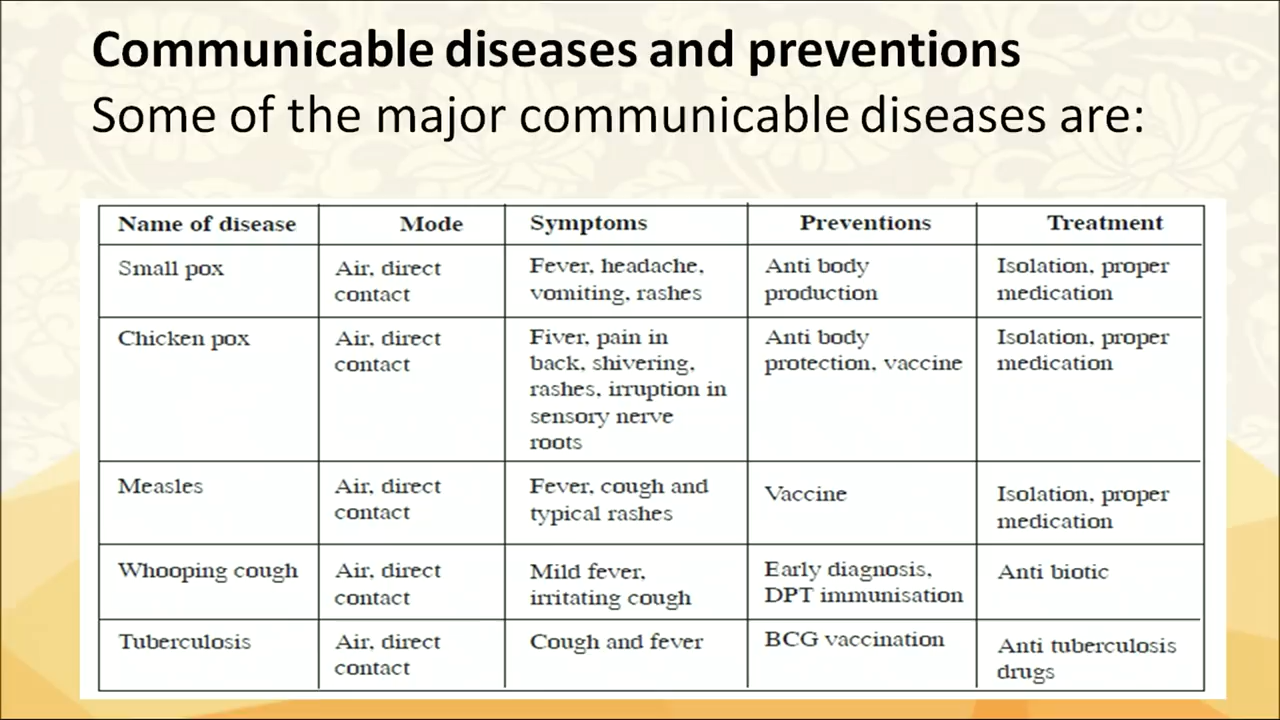 Communicable diseases and preventions
Some of the major communicable diseases are:
Name of disease Mode Symptoms Preventions Treatment
Small pox Air, direct Fever, headache, Anti body Isolation, proper
contact vomiting, rashes production medication
Chicken pox Air, direct Fiver, pain in Anti body Isolation, proper
contact back, shivering, protection, vaccine medication
rashes, irruption in
sensory nerve
roots
Measles Air, direct Fever, cough and Vaccine Isolation, proper
contact typical rashes medication
Whooping cough Air, direct Mild fever, Early diagnosis, Anti biotic
contact irritating cough DPT immunisation
Tuberculosis Air, direct Cough and fever BCG vaccination Anti tuberculosis
contact drugs